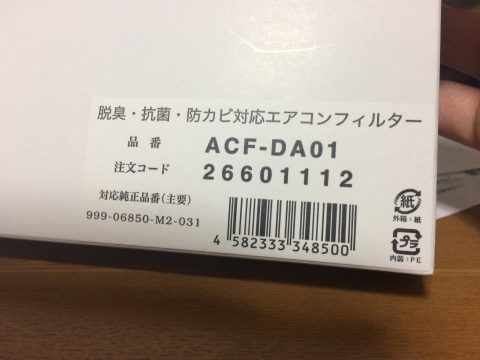 脱臭・抗菌・防カビ対応エアコンフィルター
品番 ACF-DA01
注文コード 26601112
対応純正品番(主要)
999-06850-M2-031
4 582333 348500
紙
外箱:紙
プラ
内装:PE